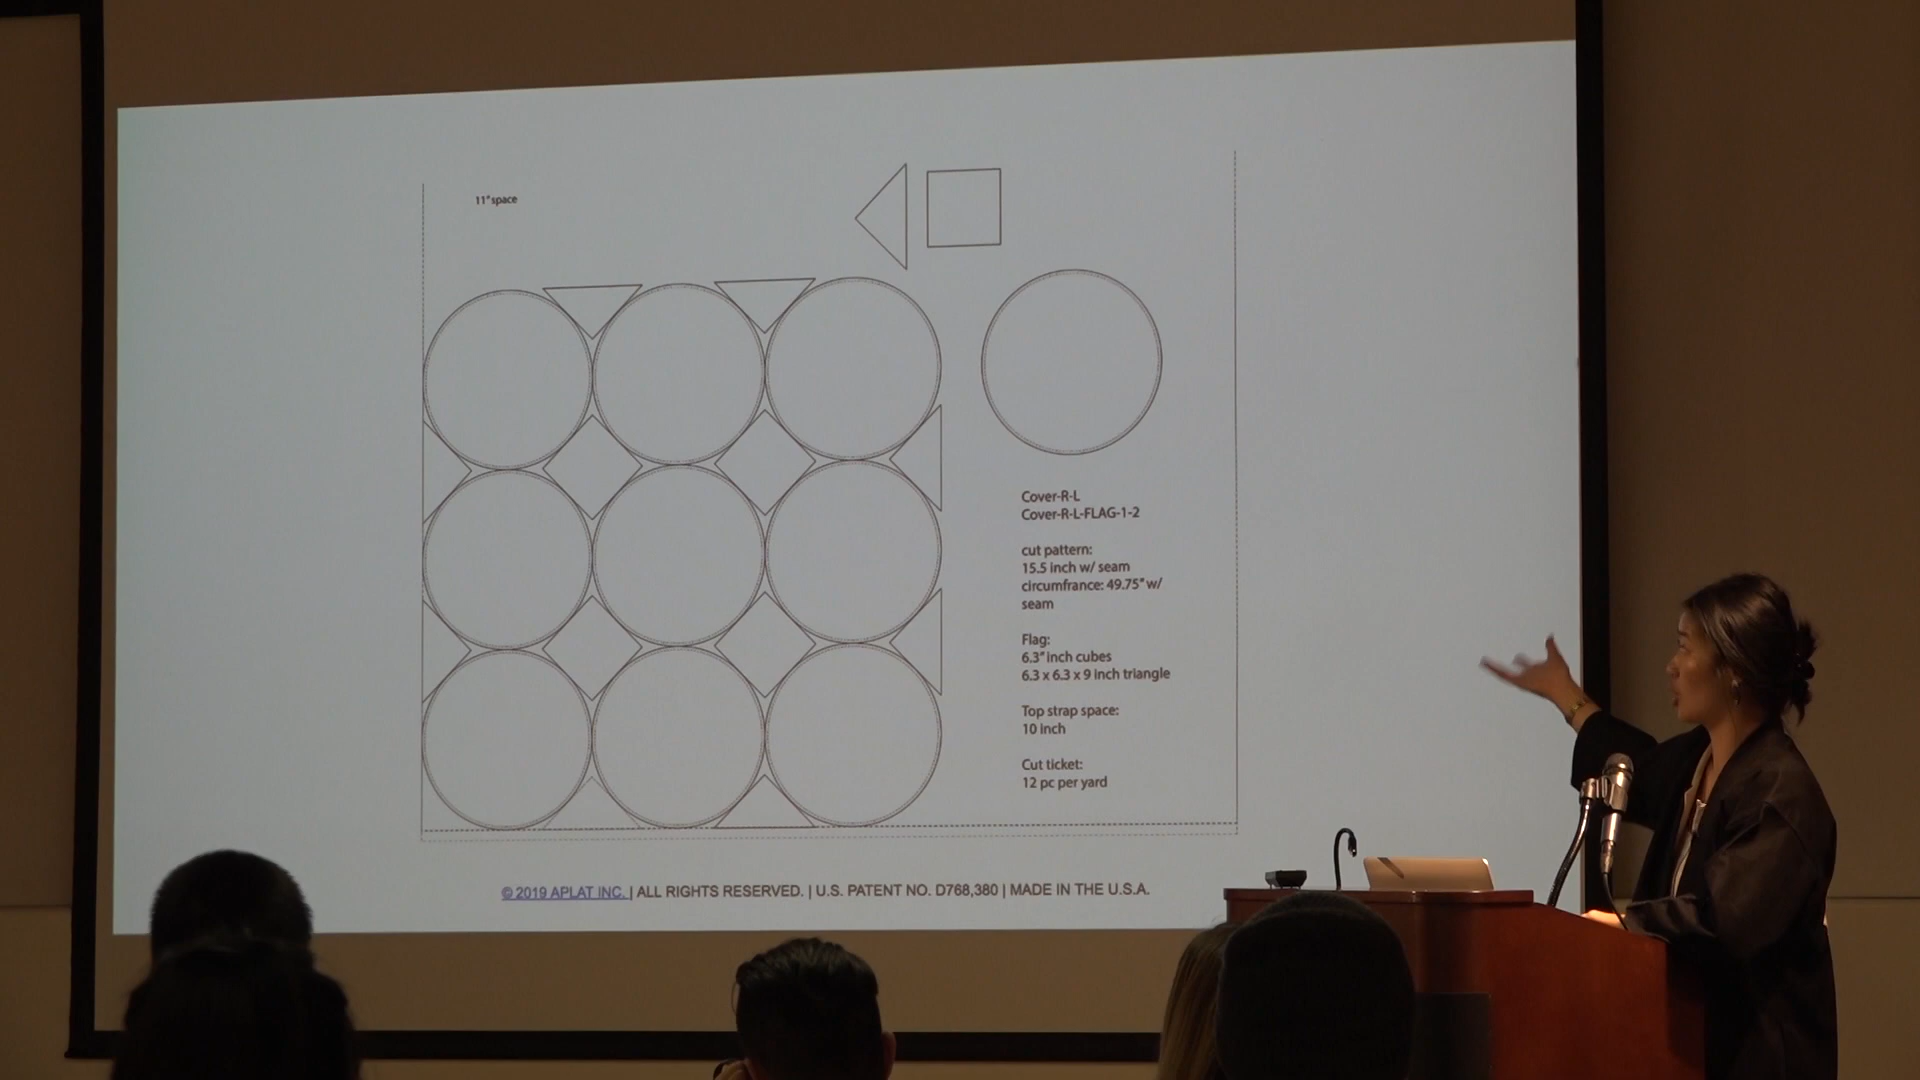 11" space
Cover-R-L
Cover-R-L-FLAG-1-2
cut pattern:
15.5 inch w/ seam
circumfrance: 49.75" w/
seam
Flag:
6.3" inch cubes
6.3 x 6.3 x 9 inch triangle
Top strap space:
10 inch
Cut ticket:
12 pc per yard
© 2019 APLAT INC. | ALL RIGHTS RESERVED. | U.S. PATENT NO. D768,380 | MADE IN THE U.S.A.